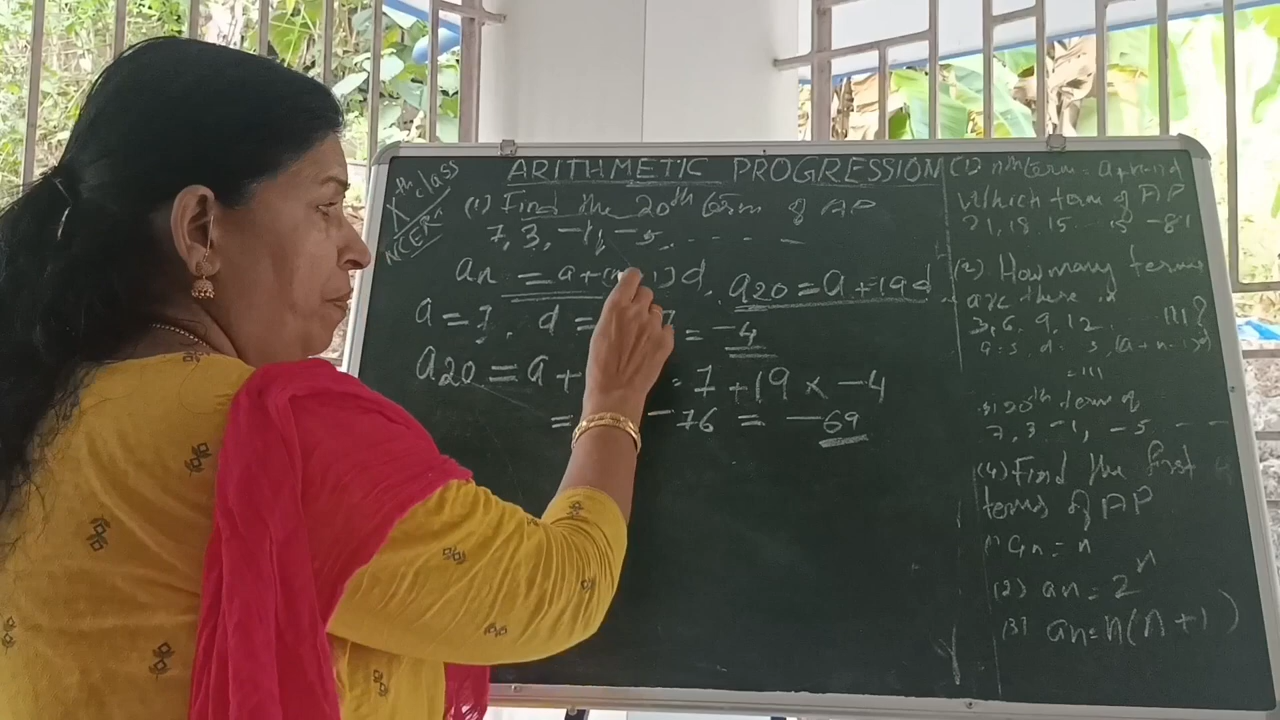 Xth class
NCERT
ARITHMETIC PROGRESSION
(1) Find the 20th term of AP
7, 3, -1, -5, - - - -
an = a+(n-1)d, a20 = a+19d
a = 7, d = 7 = -4
a20 = a+ = 7+19 x -4
= -76 = -69
(1) nth term = a+n-1d
Which term of AP
21, 18, 15 -81
(2) How many terms
are there in
3, 6, 9, 12, 111?
a=3 d=3, (a+n-1)d
= 111
20th term of
7, 3 -1, -5 - - - -
(4) Find the first 4
terms of AP
(1) an = n
(2) an = 2^n
(3) an = n(n+1)